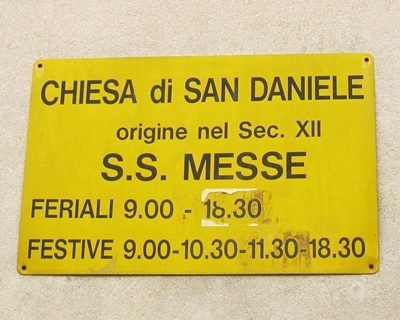 CHIESA di SAN DANIELE
origine nel Sec. XII
S.S. MESSE
FERIALI 9.00 - 18.30
FESTIVE 9.00-10.30-11.30-18.30